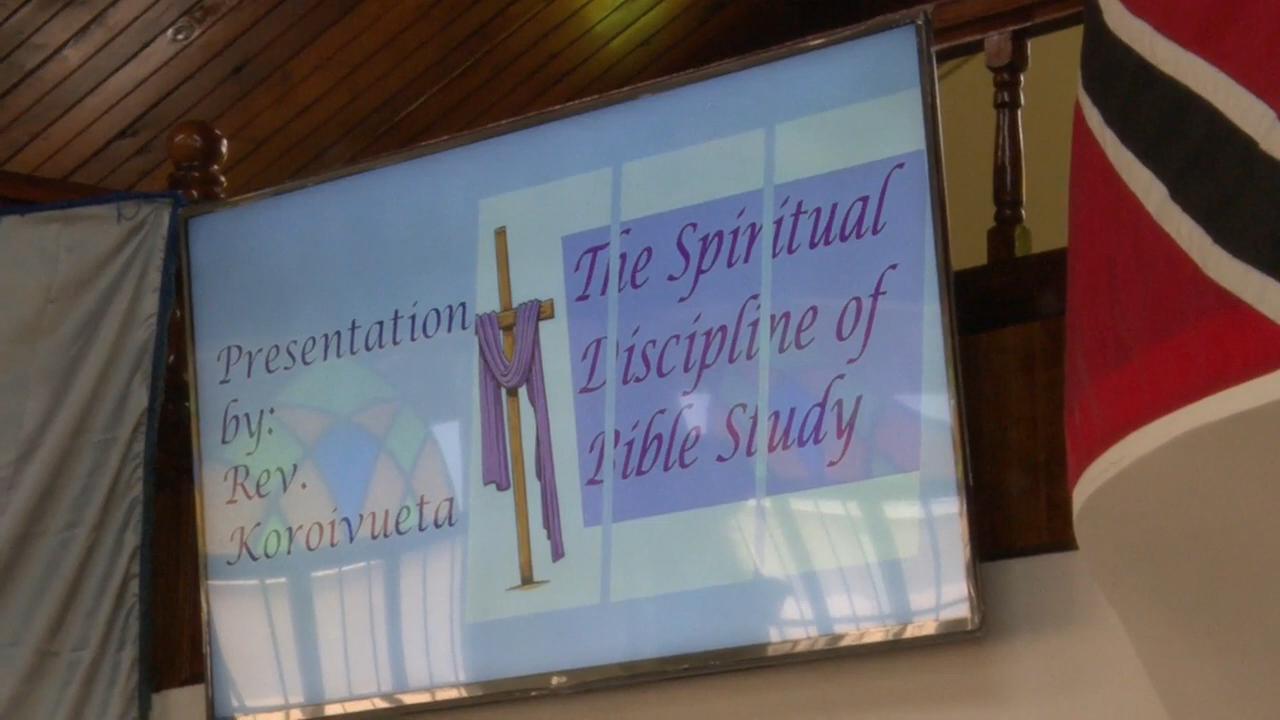 Presentation
by:
Rev.
Koroivueta
The Spiritual
Discipline of
Bible Study